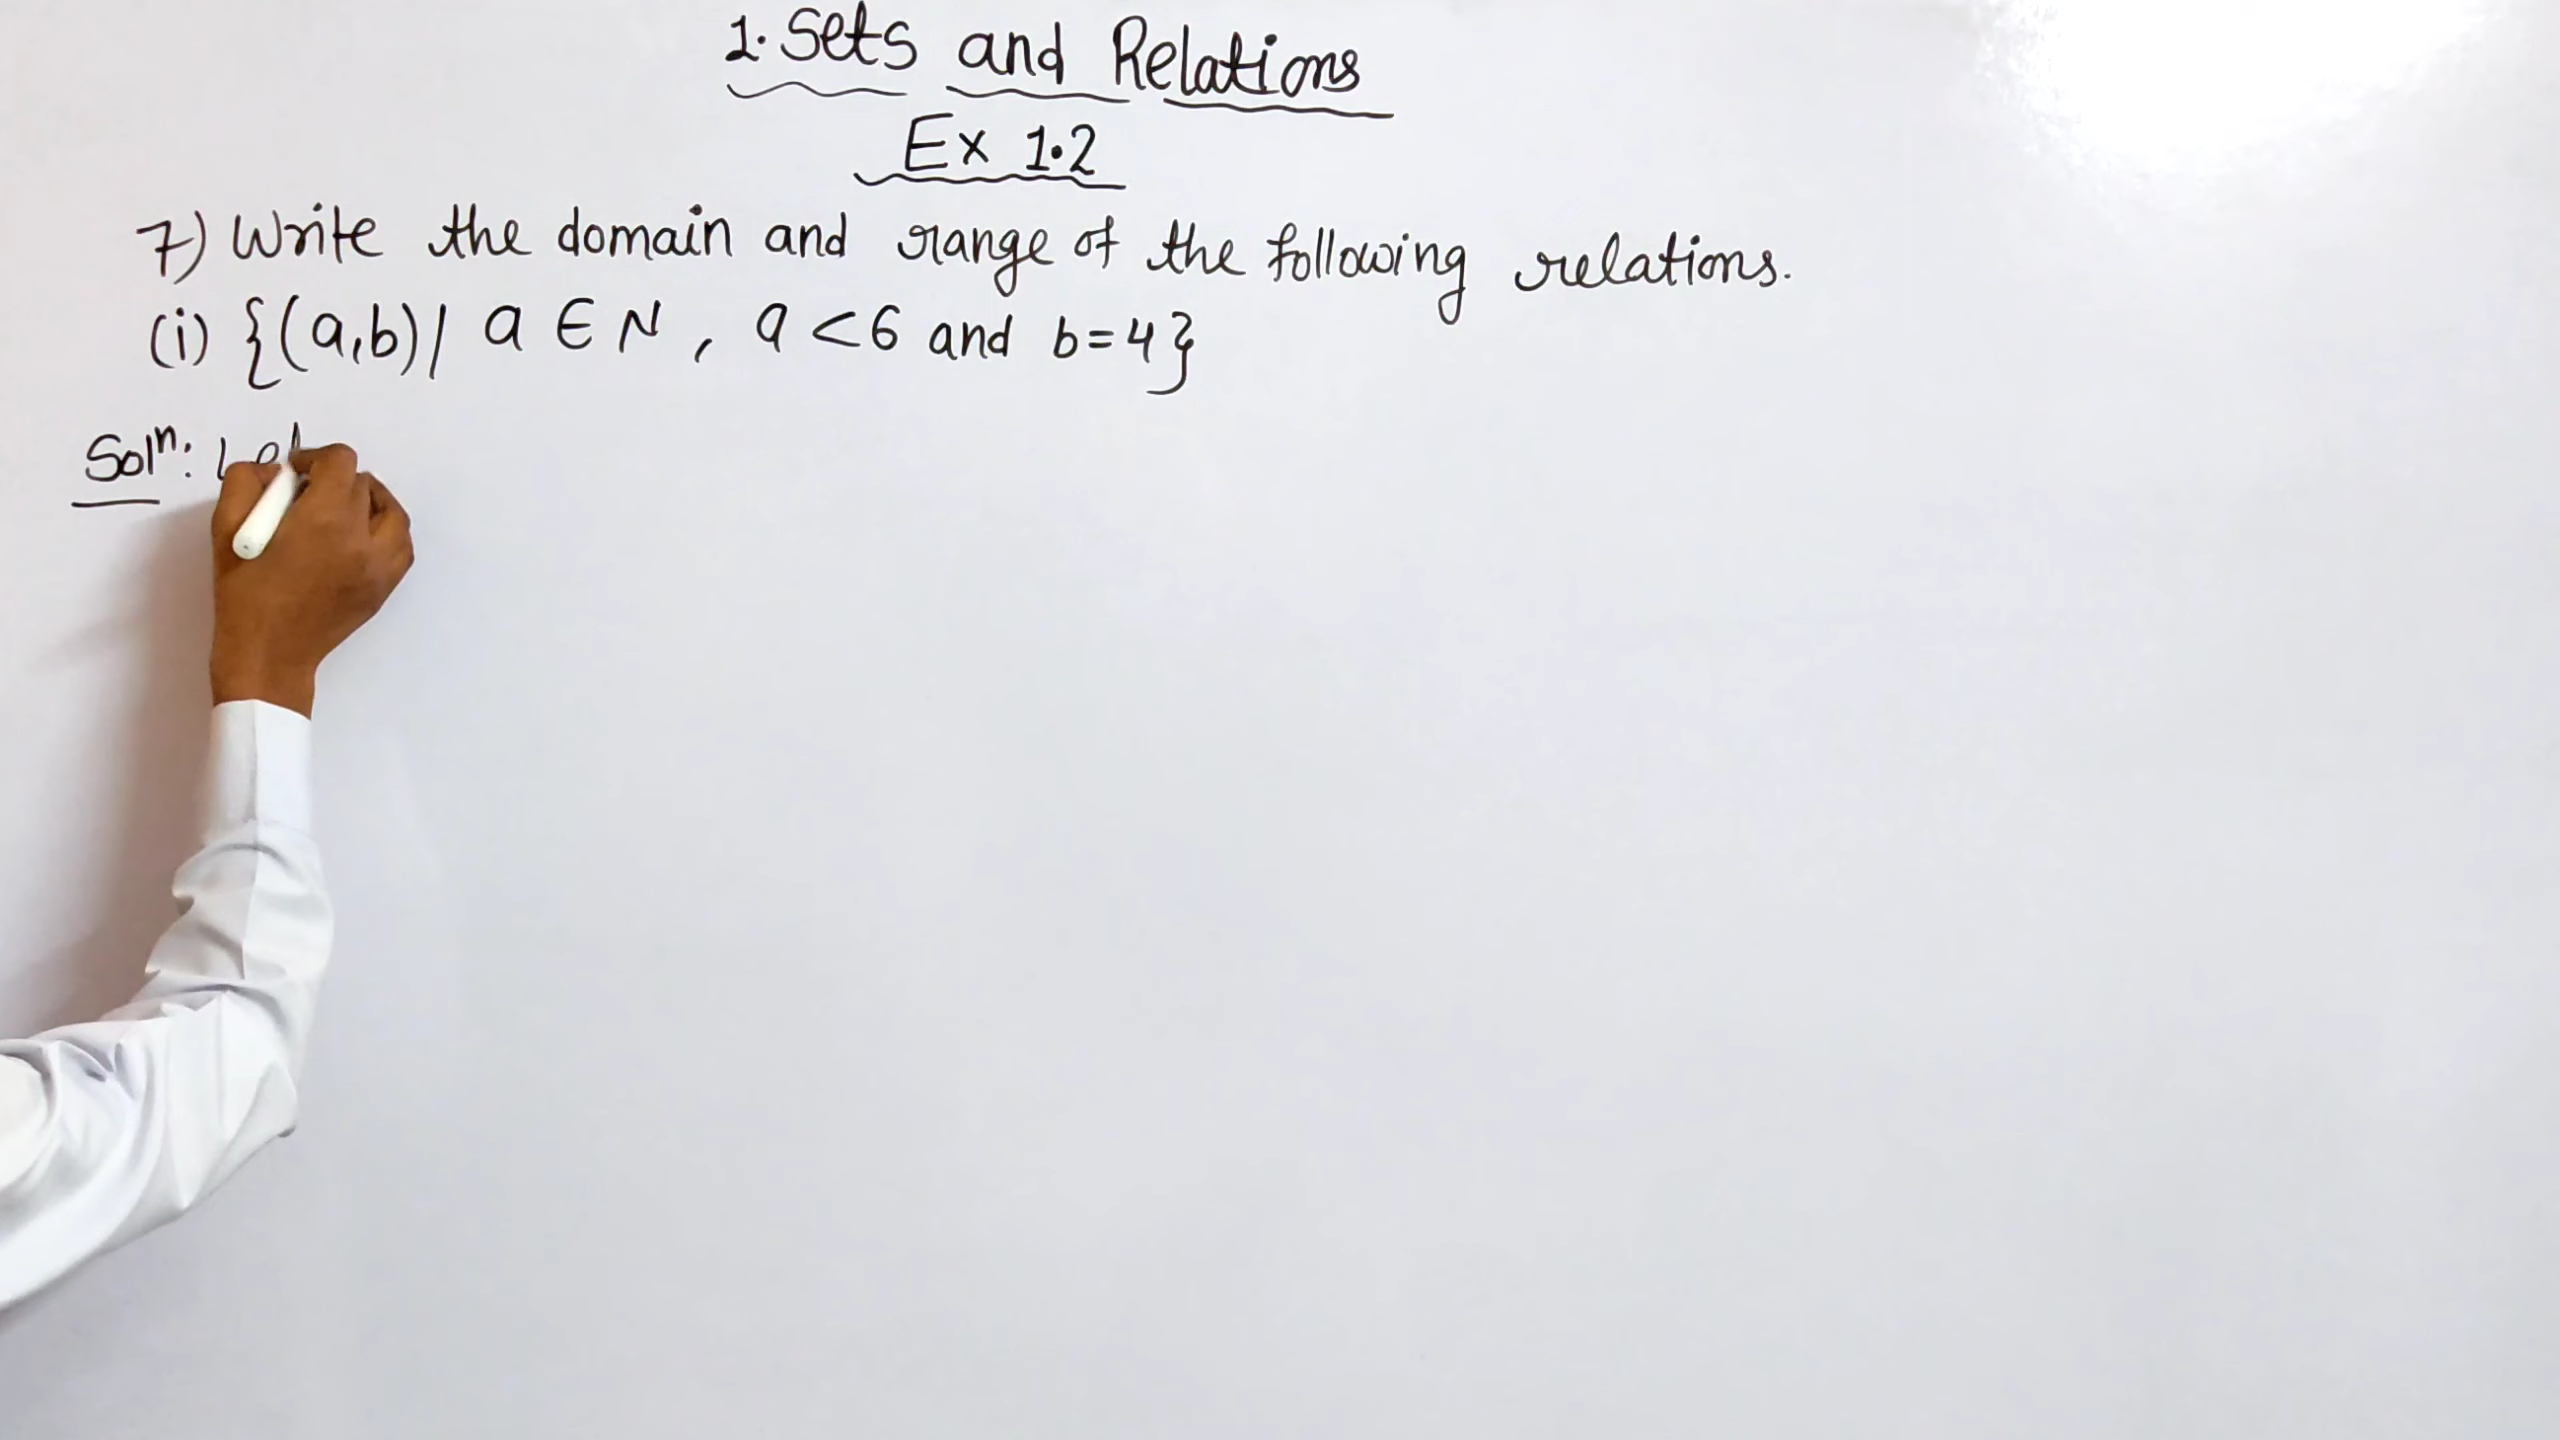 1. Sets and Relations
Ex 1.2
7) Write the domain and range of the following relations.
(i) {(a,b)/ a ∈ N, a < 6 and b = 4}
Solⁿ: Let